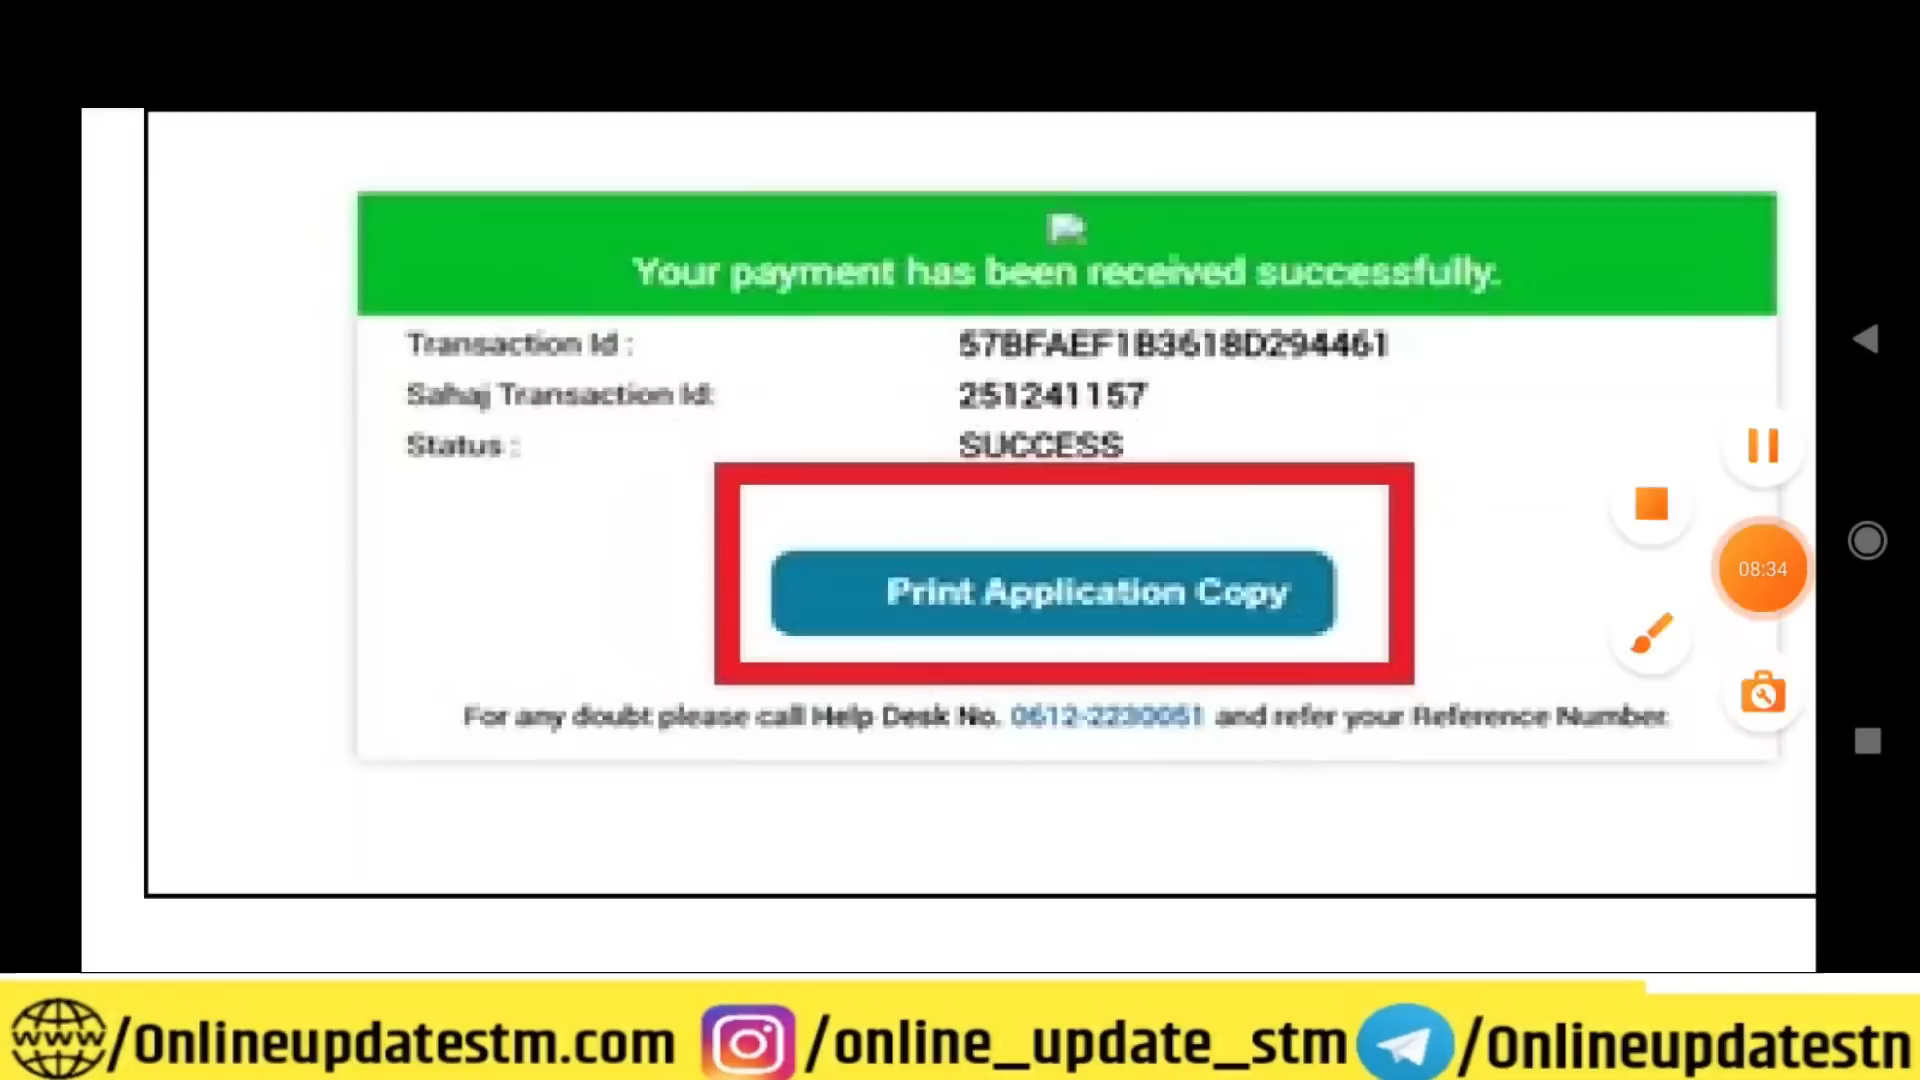 Your payment has been received successfully.
Transaction Id : 57BFAEF1B3618D294461
Sahaj Transaction Id: 251241157
Status : SUCCESS
Print Application Copy
For any doubt please call Help Desk No. 0612-2230051 and refer your Reference Number.
08:34
www/Onlineupdatestm.com /online_update_stm /Onlineupdatestn